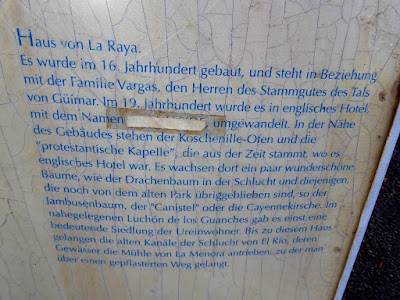 Haus von La Raya.
Es wurde im 16. Jahrhundert gebaut, und steht in Beziehung
mit der Familie Vargas, den Herren des Stammgutes des Tals
von Güímar. Im 19. Jahrhundert wurde es in englisches Hotel
mit dem Namen umgewandelt. In der Nähe
des Gebäudes stehen der Koschenille-Ofen und die
"protestantische Kapelle", die aus der Zeit stammt, wo es
englisches Hotel war. Es wachsen dort ein paar wunderschöne
Bäume, wie der Drachenbaum in der Schlucht und diejenigen,
die noch von dem alten Park übriggeblieben sind, so der
Jambusenbaum, der "Canistel" oder die Cayennekirsche. Im
nahegelegenen Luchón de los Guanches gab es einst eine
bedeutende Siedlung der Ureinwohner. Bis zu diesem Haus
gelangen die alten Kanäle der Schlucht von El Río, deren
Gewässer die Mühle von La Menora antrieben, zu der man
über einen gepflasterten Weg gelangt.